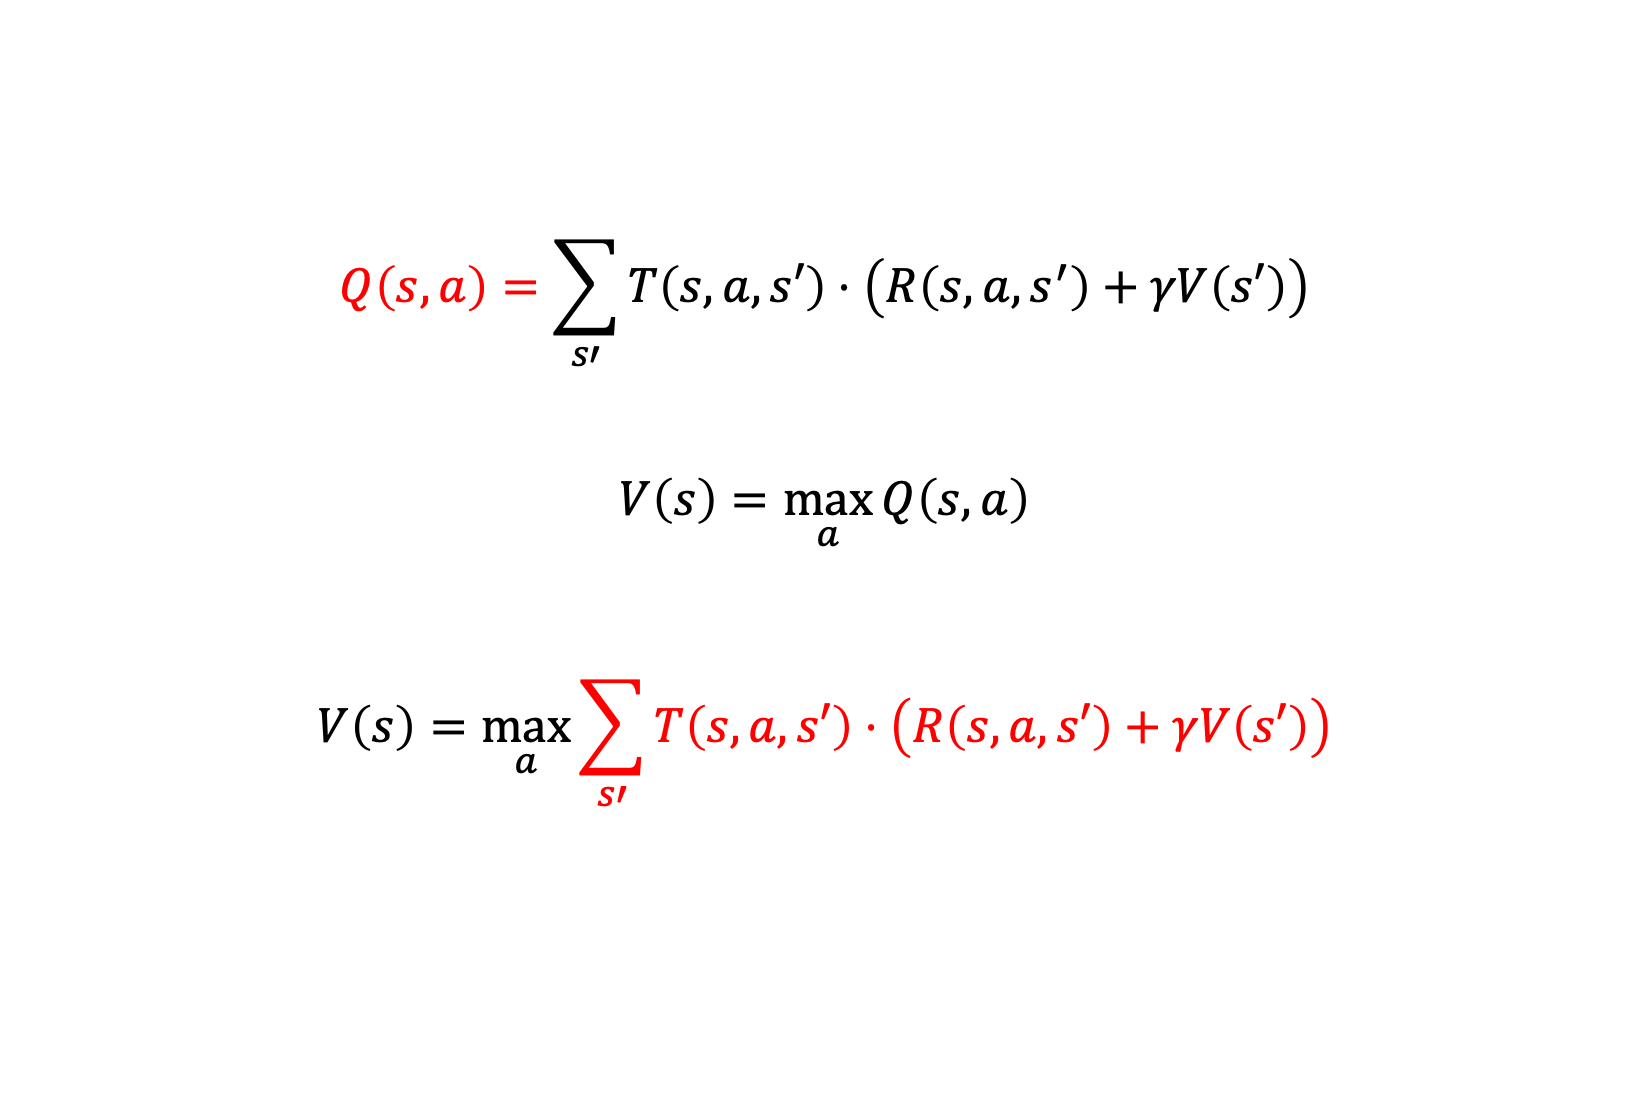 Q(s, a) = ∑_{s′} T(s, a, s′) · (R(s, a, s′) + γV(s′))
V(s) = max_a Q(s, a)
V(s) = max_a ∑_{s′} T(s, a, s′) · (R(s, a, s′) + γV(s′))